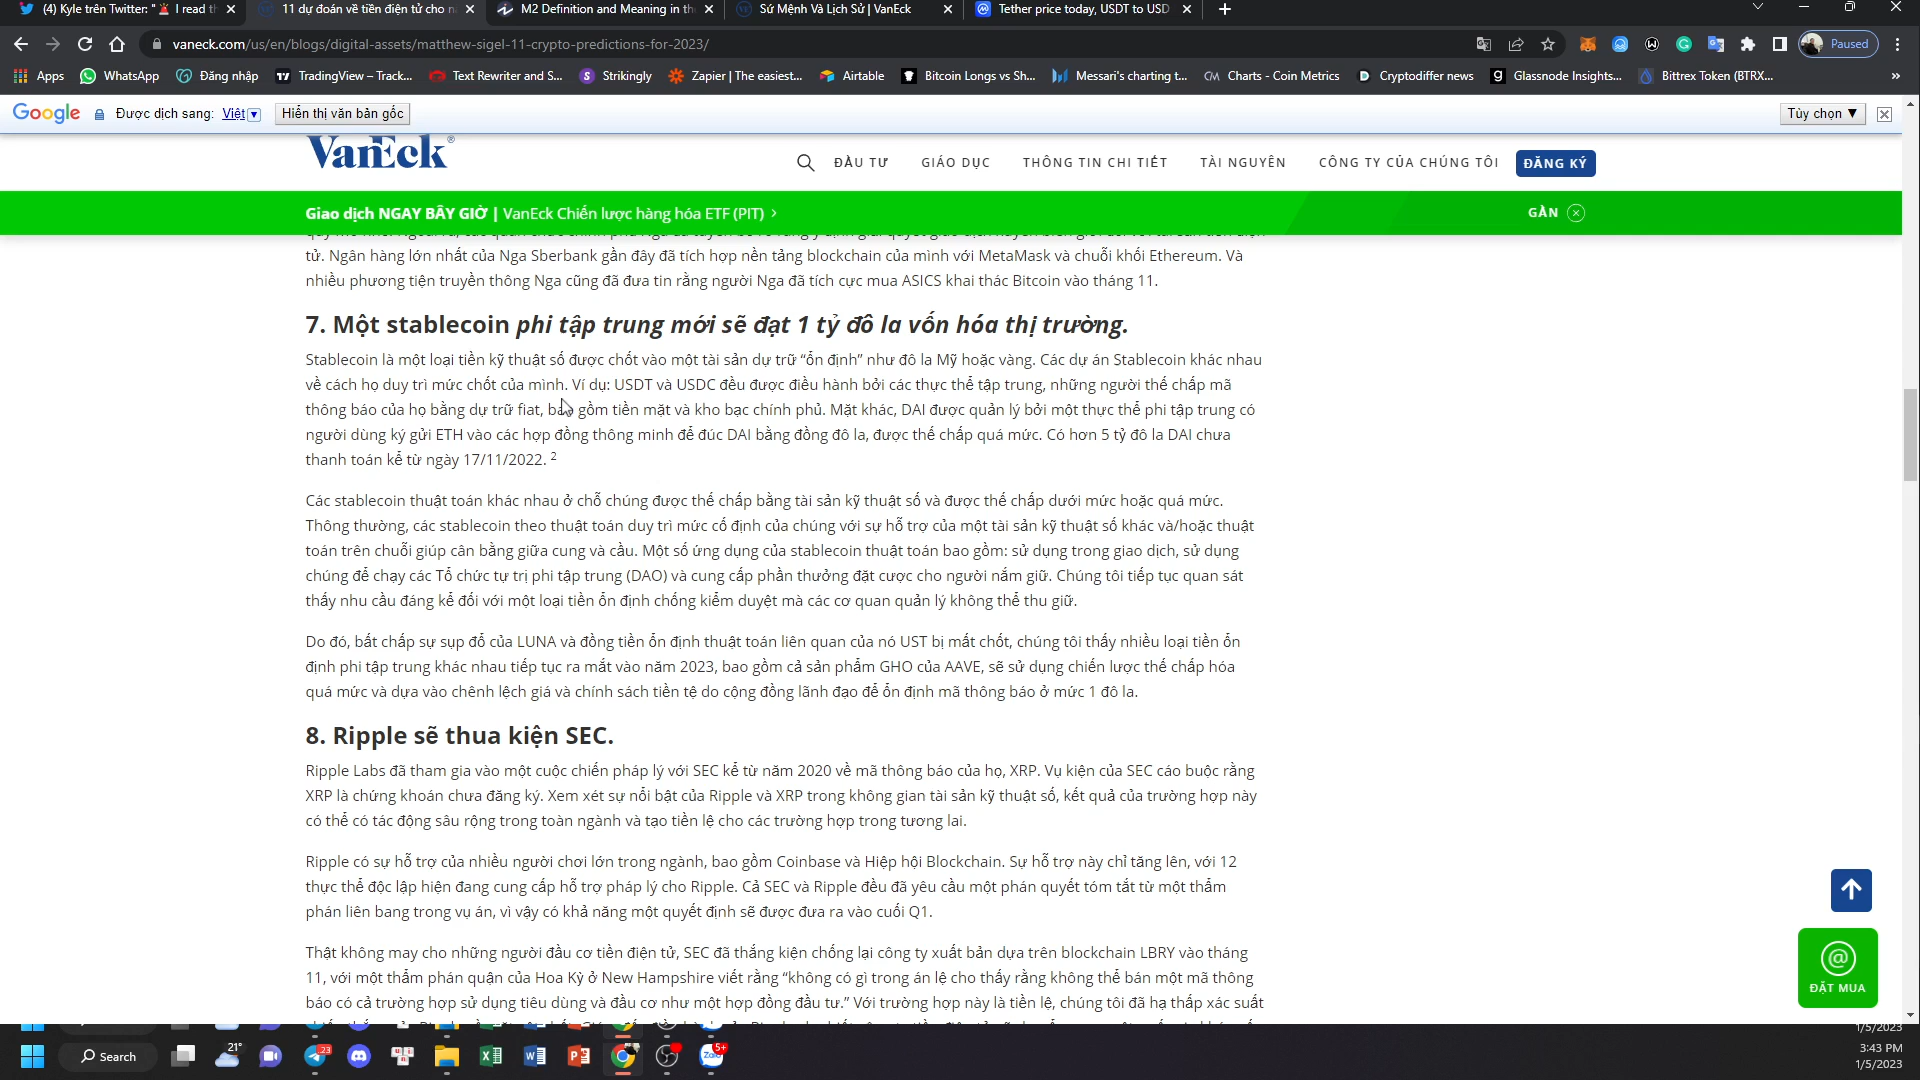 (4) Kyle trên Twitter: "🚨 I read th
11 dự đoán về tiền điện tử cho n
M2 Definition and Meaning in th
Sứ Mệnh Và Lịch Sử | VanEck
Tether price today, USDT to USD
vaneck.com/us/en/blogs/digital-assets/matthew-sigel-11-crypto-predictions-for-2023/
Paused
Apps
WhatsApp
Đăng nhập
TradingView – Track...
Text Rewriter and S...
Strikingly
Zapier | The easiest...
Airtable
Bitcoin Longs vs Sh...
Messari's charting t...
Charts - Coin Metrics
Cryptodiffer news
Glassnode Insights...
Bittrex Token (BTRX...
Google
Được dịch sang: Việt
Hiển thị văn bản gốc
Tùy chọn ▼
VanEck®
ĐẦU TƯ
GIÁO DỤC
THÔNG TIN CHI TIẾT
TÀI NGUYÊN
CÔNG TY CỦA CHÚNG TÔI
ĐĂNG KÝ
Giao dịch NGAY BÂY GIỜ | VanEck Chiến lược hàng hóa ETF (PIT) >
GẦN
tử. Ngân hàng lớn nhất của Nga Sberbank gần đây đã tích hợp nền tảng blockchain của mình với MetaMask và chuỗi khối Ethereum. Và
nhiều phương tiện truyền thông Nga cũng đã đưa tin rằng người Nga đã tích cực mua ASICS khai thác Bitcoin vào tháng 11.
7. Một stablecoin phi tập trung mới sẽ đạt 1 tỷ đô la vốn hóa thị trường.
Stablecoin là một loại tiền kỹ thuật số được chốt vào một tài sản dự trữ “ổn định” như đô la Mỹ hoặc vàng. Các dự án Stablecoin khác nhau
về cách họ duy trì mức chốt của mình. Ví dụ: USDT và USDC đều được điều hành bởi các thực thể tập trung, những người thế chấp mã
thông báo của họ bằng dự trữ fiat, bao gồm tiền mặt và kho bạc chính phủ. Mặt khác, DAI được quản lý bởi một thực thể phi tập trung có
người dùng ký gửi ETH vào các hợp đồng thông minh để đúc DAI bằng đồng đô la, được thế chấp quá mức. Có hơn 5 tỷ đô la DAI chưa
thanh toán kể từ ngày 17/11/2022. 2
Các stablecoin thuật toán khác nhau ở chỗ chúng được thế chấp bằng tài sản kỹ thuật số và được thế chấp dưới mức hoặc quá mức.
Thông thường, các stablecoin theo thuật toán duy trì mức cố định của chúng với sự hỗ trợ của một tài sản kỹ thuật số khác và/hoặc thuật
toán trên chuỗi giúp cân bằng giữa cung và cầu. Một số ứng dụng của stablecoin thuật toán bao gồm: sử dụng trong giao dịch, sử dụng
chúng để chạy các Tổ chức tự trị phi tập trung (DAO) và cung cấp phần thưởng đặt cược cho người nắm giữ. Chúng tôi tiếp tục quan sát
thấy nhu cầu đáng kể đối với một loại tiền ổn định chống kiểm duyệt mà các cơ quan quản lý không thể thu giữ.
Do đó, bất chấp sự sụp đổ của LUNA và đồng tiền ổn định thuật toán liên quan của nó UST bị mất chốt, chúng tôi thấy nhiều loại tiền ổn
định phi tập trung khác nhau tiếp tục ra mắt vào năm 2023, bao gồm cả sản phẩm GHO của AAVE, sẽ sử dụng chiến lược thế chấp hóa
quá mức và dựa vào chênh lệch giá và chính sách tiền tệ do cộng đồng lãnh đạo để ổn định mã thông báo ở mức 1 đô la.
8. Ripple sẽ thua kiện SEC.
Ripple Labs đã tham gia vào một cuộc chiến pháp lý với SEC kể từ năm 2020 về mã thông báo của họ, XRP. Vụ kiện của SEC cáo buộc rằng
XRP là chứng khoán chưa đăng ký. Xem xét sự nổi bật của Ripple và XRP trong không gian tài sản kỹ thuật số, kết quả của trường hợp này
có thể có tác động sâu rộng trong toàn ngành và tạo tiền lệ cho các trường hợp trong tương lai.
Ripple có sự hỗ trợ của nhiều người chơi lớn trong ngành, bao gồm Coinbase và Hiệp hội Blockchain. Sự hỗ trợ này chỉ tăng lên, với 12
thực thể độc lập hiện đang cung cấp hỗ trợ pháp lý cho Ripple. Cả SEC và Ripple đều đã yêu cầu một phán quyết tóm tắt từ một thẩm
phán liên bang trong vụ án, vì vậy có khả năng một quyết định sẽ được đưa ra vào cuối Q1.
Thật không may cho những người đầu cơ tiền điện tử, SEC đã thắng kiện chống lại công ty xuất bản dựa trên blockchain LBRY vào tháng
11, với một thẩm phán quận của Hoa Kỳ ở New Hampshire viết rằng “không có gì trong án lệ cho thấy rằng không thể bán một mã thông
báo có cả trường hợp sử dụng tiêu dùng và đầu cơ như một hợp đồng đầu tư.” Với trường hợp này là tiền lệ, chúng tôi đã hạ thấp xác suất
ĐẶT MUA
1/5/2023
21°
Search
23
5+
Zalo
3:43 PM
1/5/2023